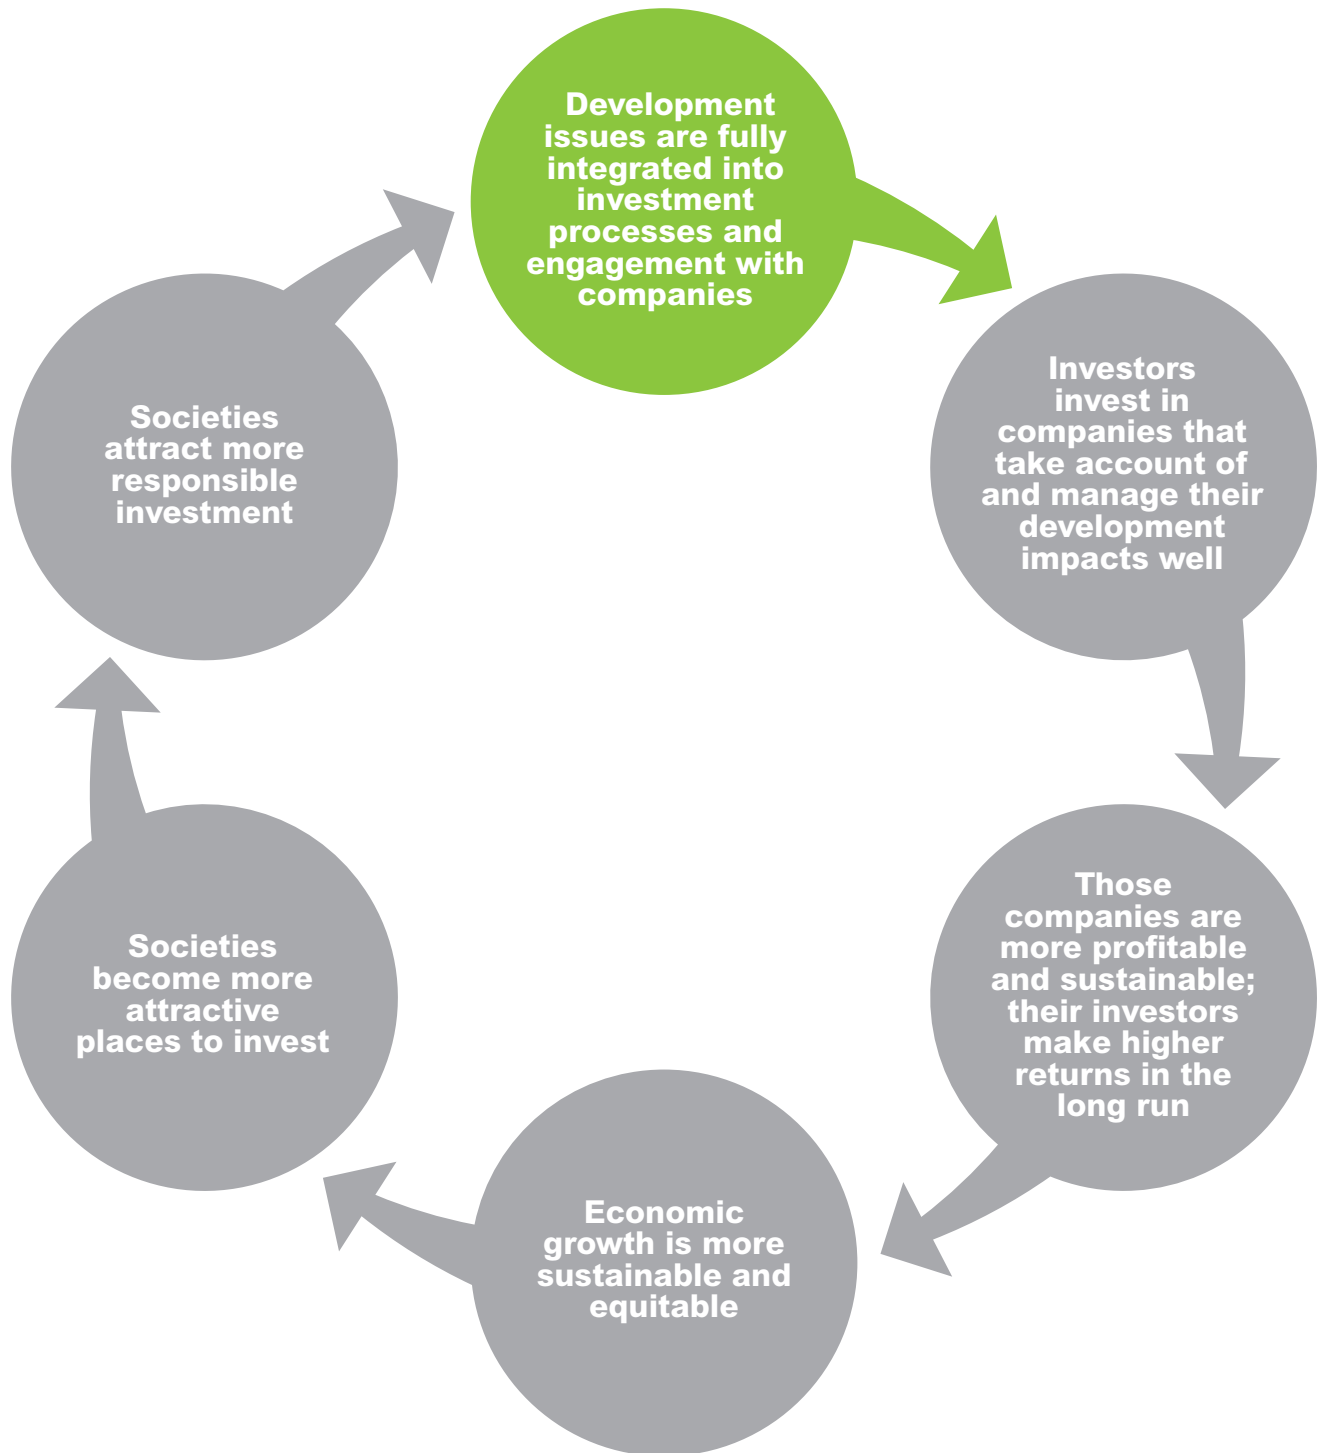 Development
issues are fully
integrated into
investment
processes and
engagement with
companies
Investors
invest in
companies that
take account of
and manage their
development
impacts well
Those
companies are
more profitable
and sustainable;
their investors
make higher
returns in the
long run
Economic
growth is more
sustainable and
equitable
Societies
become more
attractive
places to invest
Societies
attract more
responsible
investment